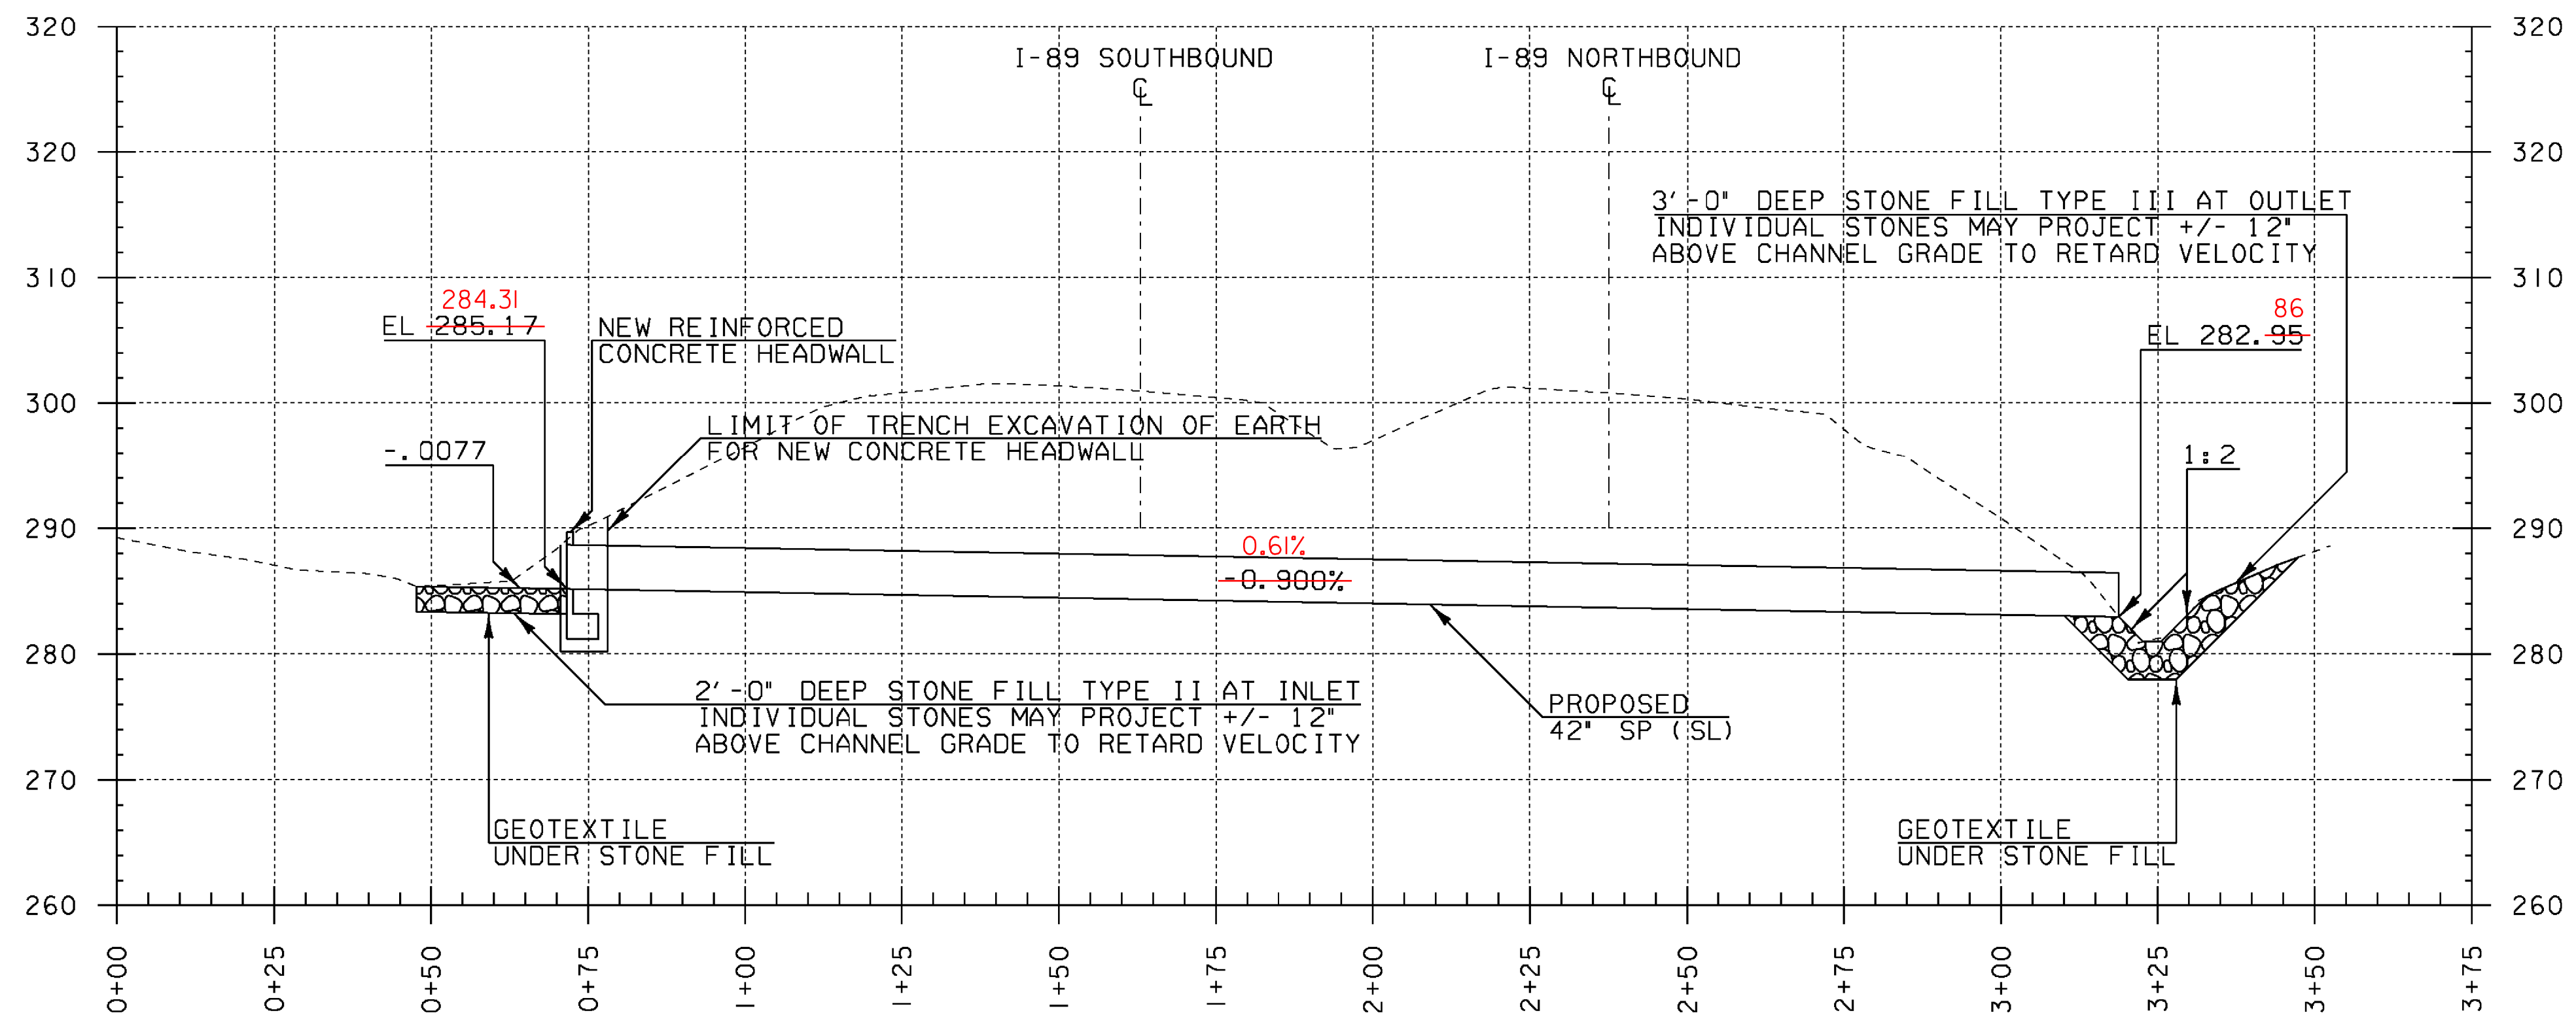 320
320
I-89 SOUTHBOUND
I-89 NORTHBOUND
℄
℄
320
320
3'-0" DEEP STONE FILL TYPE III AT OUTLET
INDIVIDUAL STONES MAY PROJECT +/- 12"
ABOVE CHANNEL GRADE TO RETARD VELOCITY
310
310
284.31
EL 285.17
86
EL 282.95
NEW REINFORCED
CONCRETE HEADWALL
300
300
LIMIT OF TRENCH EXCAVATION OF EARTH
FOR NEW CONCRETE HEADWALL
-.0077
1:2
290
290
0.61%
-0.900%
280
280
2'-0" DEEP STONE FILL TYPE II AT INLET
INDIVIDUAL STONES MAY PROJECT +/- 12"
ABOVE CHANNEL GRADE TO RETARD VELOCITY
PROPOSED
42" SP (SL)
270
270
GEOTEXTILE
UNDER STONE FILL
GEOTEXTILE
UNDER STONE FILL
260
260
0+00
0+25
0+50
0+75
1+00
1+25
1+50
1+75
2+00
2+25
2+50
2+75
3+00
3+25
3+50
3+75